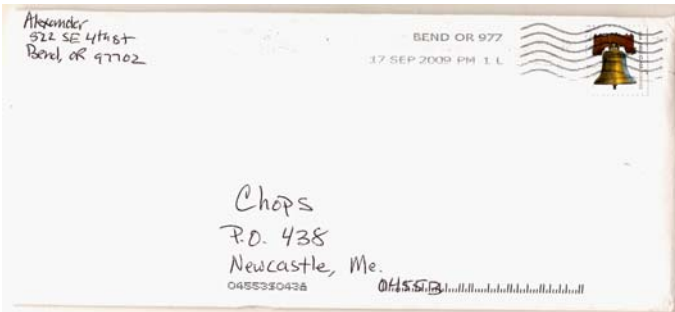 Alexander
522 SE 4th St
Bend, OR 97702
BEND OR 977
17 SEP 2009 PM 1 L
Chops
P.O. 438
Newcastle, Me.
04553
0455330438